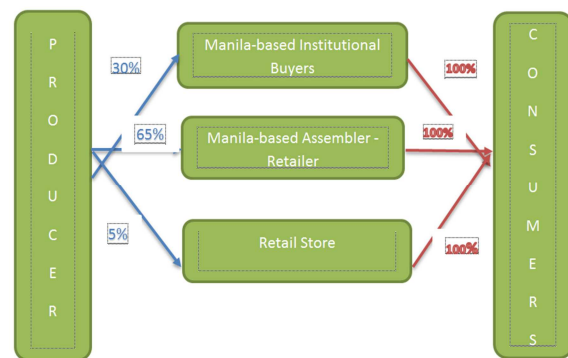 P
R
O
D
U
C
E
R
30%
65%
5%
Manila-based Institutional
Buyers
Manila-based Assembler -
Retailer
Retail Store
100%
100%
100%
C
O
N
S
U
M
E
R
S